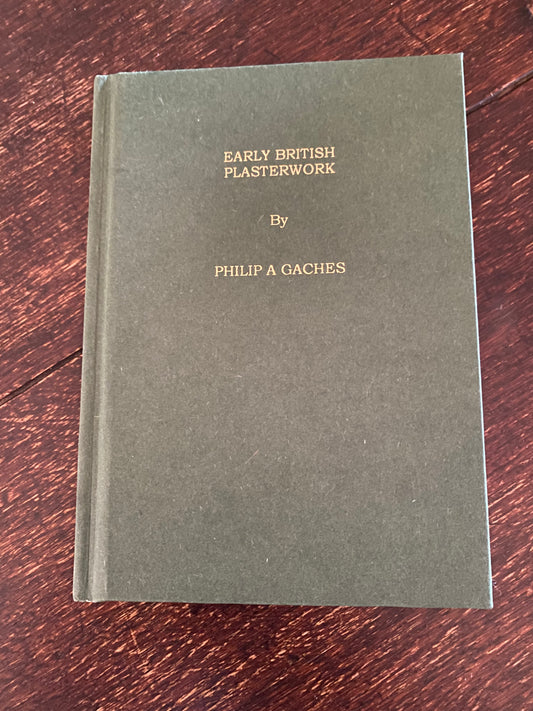 EARLY BRITISH
PLASTERWORK
By
PHILIP A GACHES